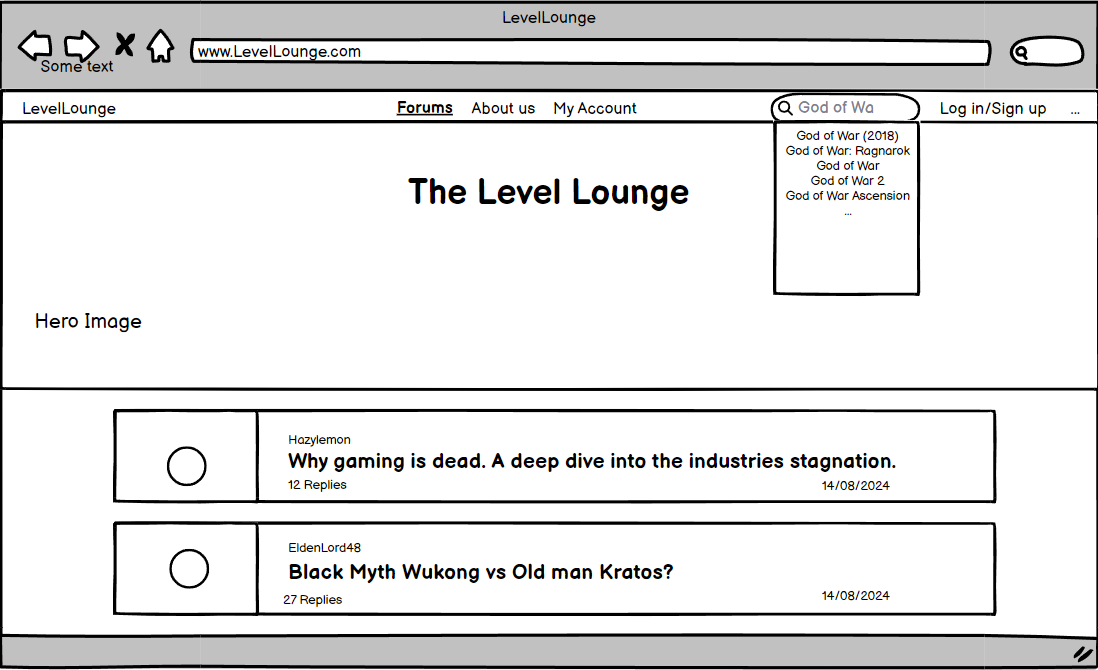 LevelLounge
www.LevelLounge.com
Some text
LevelLounge
Forums
About us
My Account
God of Wa
Log in/Sign up
...
God of War (2018)
God of War: Ragnarok
God of War
God of War 2
God of War Ascension
...
The Level Lounge
Hero Image
Hazylemon
Why gaming is dead. A deep dive into the industries stagnation.
12 Replies
14/08/2024
EldenLord48
Black Myth Wukong vs Old man Kratos?
27 Replies
14/08/2024